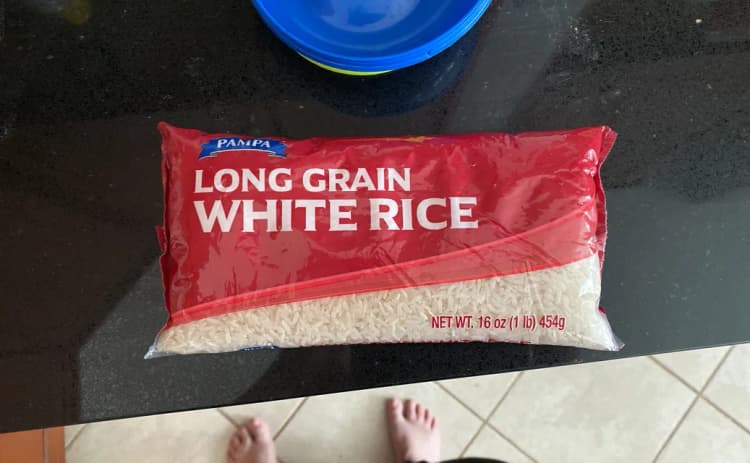 PAMPA
LONG GRAIN
WHITE RICE
NET WT. 16 oz (1 lb) 454g